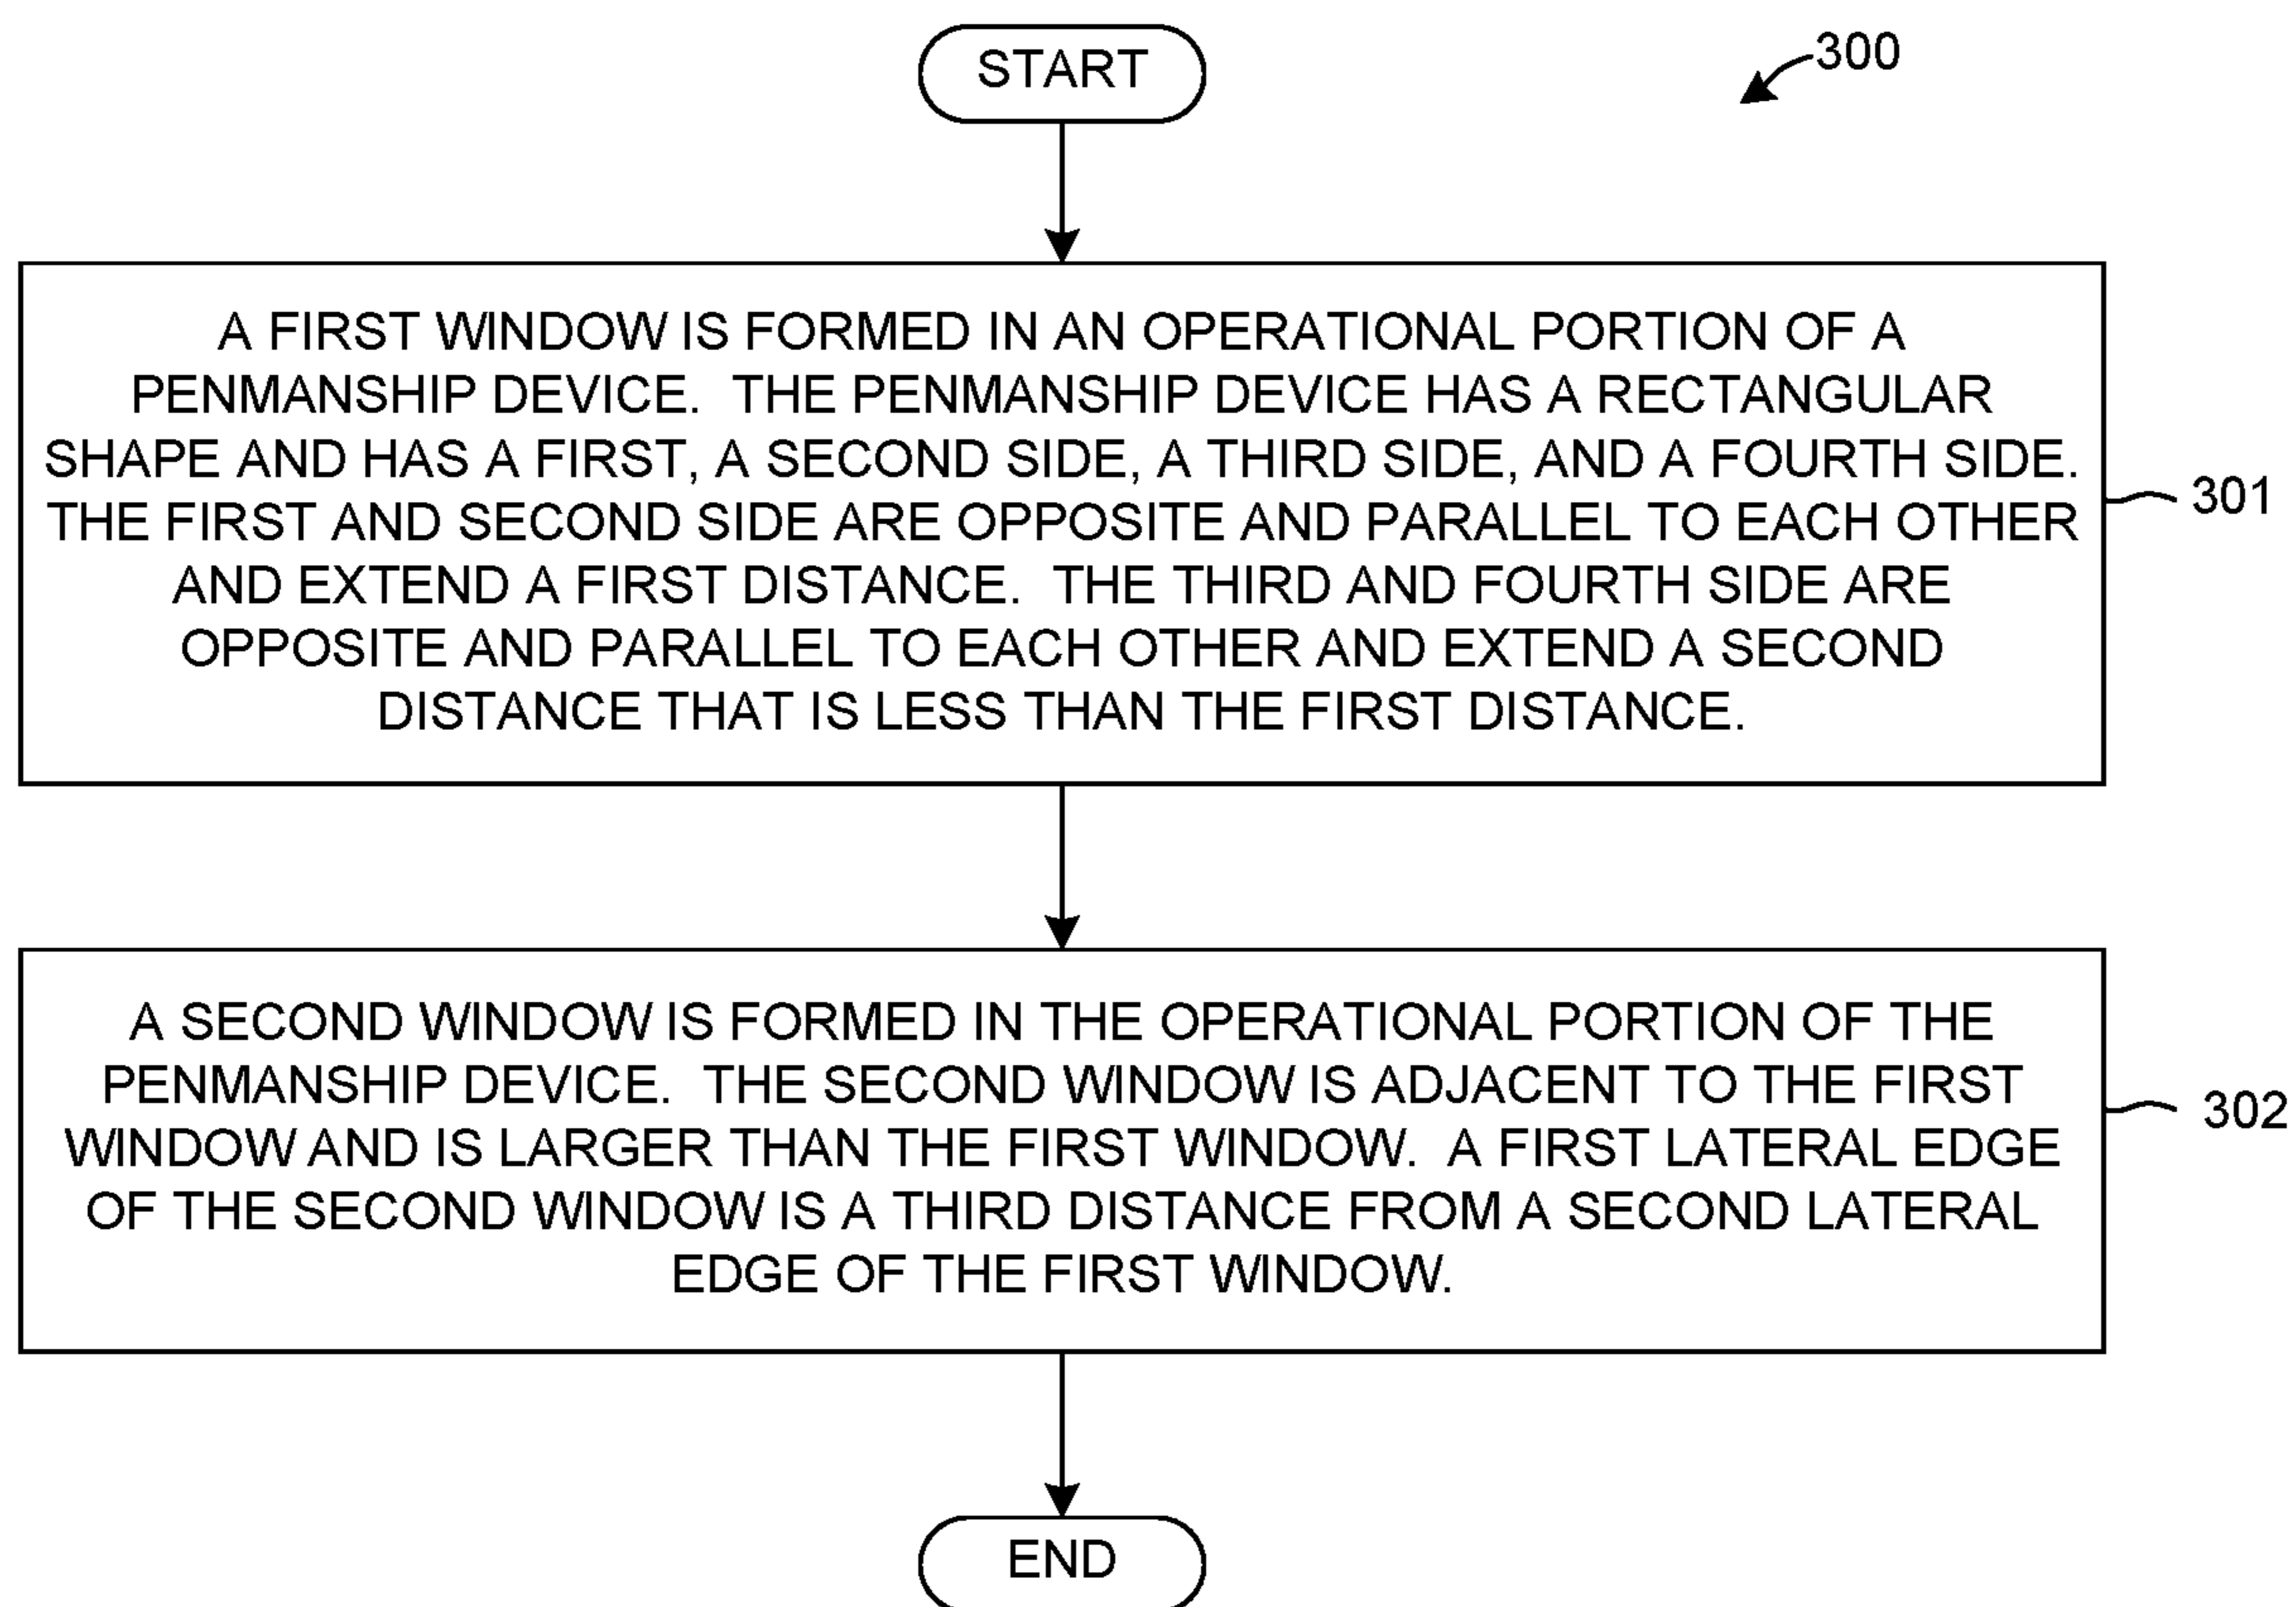 START
300
A FIRST WINDOW IS FORMED IN AN OPERATIONAL PORTION OF A
PENMANSHIP DEVICE. THE PENMANSHIP DEVICE HAS A RECTANGULAR
SHAPE AND HAS A FIRST, A SECOND SIDE, A THIRD SIDE, AND A FOURTH SIDE.
THE FIRST AND SECOND SIDE ARE OPPOSITE AND PARALLEL TO EACH OTHER
AND EXTEND A FIRST DISTANCE. THE THIRD AND FOURTH SIDE ARE
OPPOSITE AND PARALLEL TO EACH OTHER AND EXTEND A SECOND
DISTANCE THAT IS LESS THAN THE FIRST DISTANCE.
301
A SECOND WINDOW IS FORMED IN THE OPERATIONAL PORTION OF THE
PENMANSHIP DEVICE. THE SECOND WINDOW IS ADJACENT TO THE FIRST
WINDOW AND IS LARGER THAN THE FIRST WINDOW. A FIRST LATERAL EDGE
OF THE SECOND WINDOW IS A THIRD DISTANCE FROM A SECOND LATERAL
EDGE OF THE FIRST WINDOW.
302
END